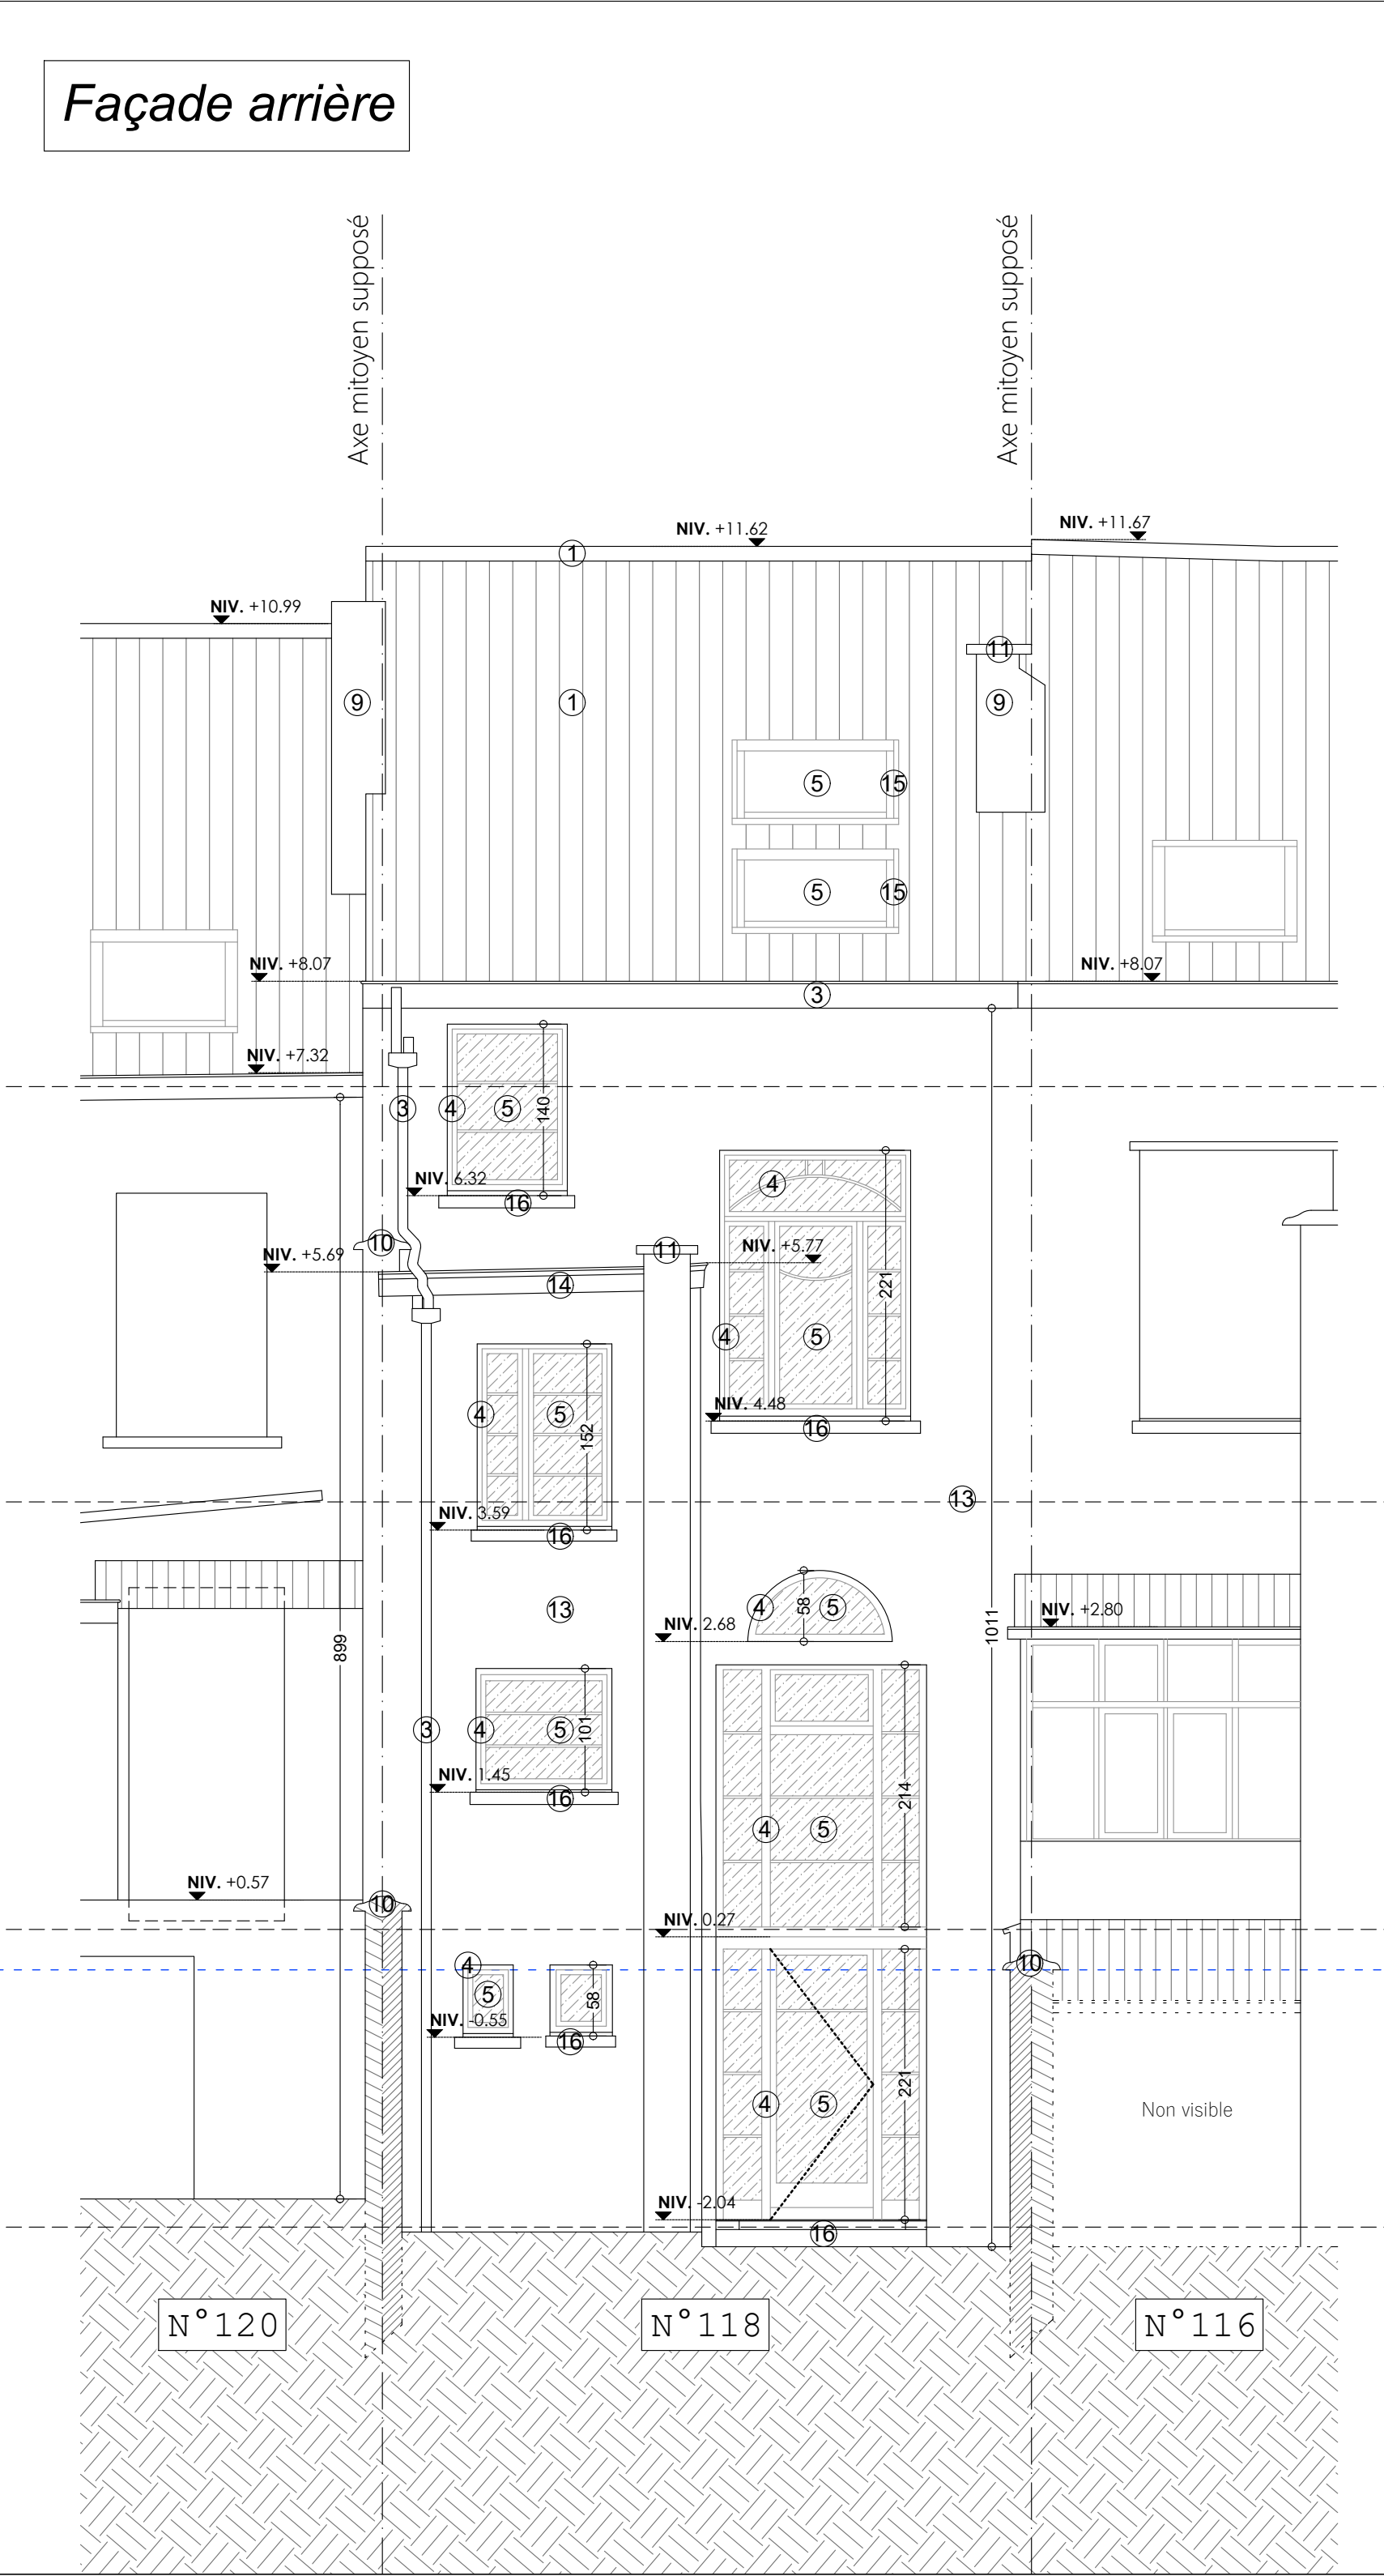 Façade arrière
Axe mitoyen supposé
Axe mitoyen supposé
NIV. +11.67
NIV. +11.62
1
NIV. +10.99
11
9
1
9
5
15
5
15
NIV. +8.07
NIV. +8.07
3
NIV. +7.32
3
4
5
140
NIV. 6.32
16
4
10
11
NIV. +5.77
NIV. +5.69
14
221
4
5
NIV. 4.48
4
5
16
152
13
NIV. 3.59
16
4
58
5
13
NIV. +2.80
NIV. 2.68
1011
899
3
4
5
101
NIV. 1.45
214
16
4
5
NIV. +0.57
10
NIV. 0.27
4
10
5
58
NIV. -0.55
16
221
4
5
Non visible
NIV. -2.04
16
N°120
N°118
N°116